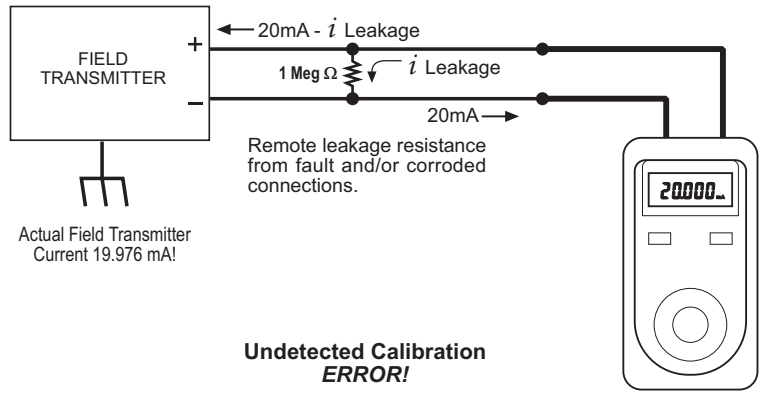 20mA - i Leakage
FIELD
TRANSMITTER
+
−
1 Meg Ω
i Leakage
20mA
Remote leakage resistance
from fault and/or corroded
connections.
20.000 mA
Actual Field Transmitter
Current 19.976 mA!
Undetected Calibration
ERROR!